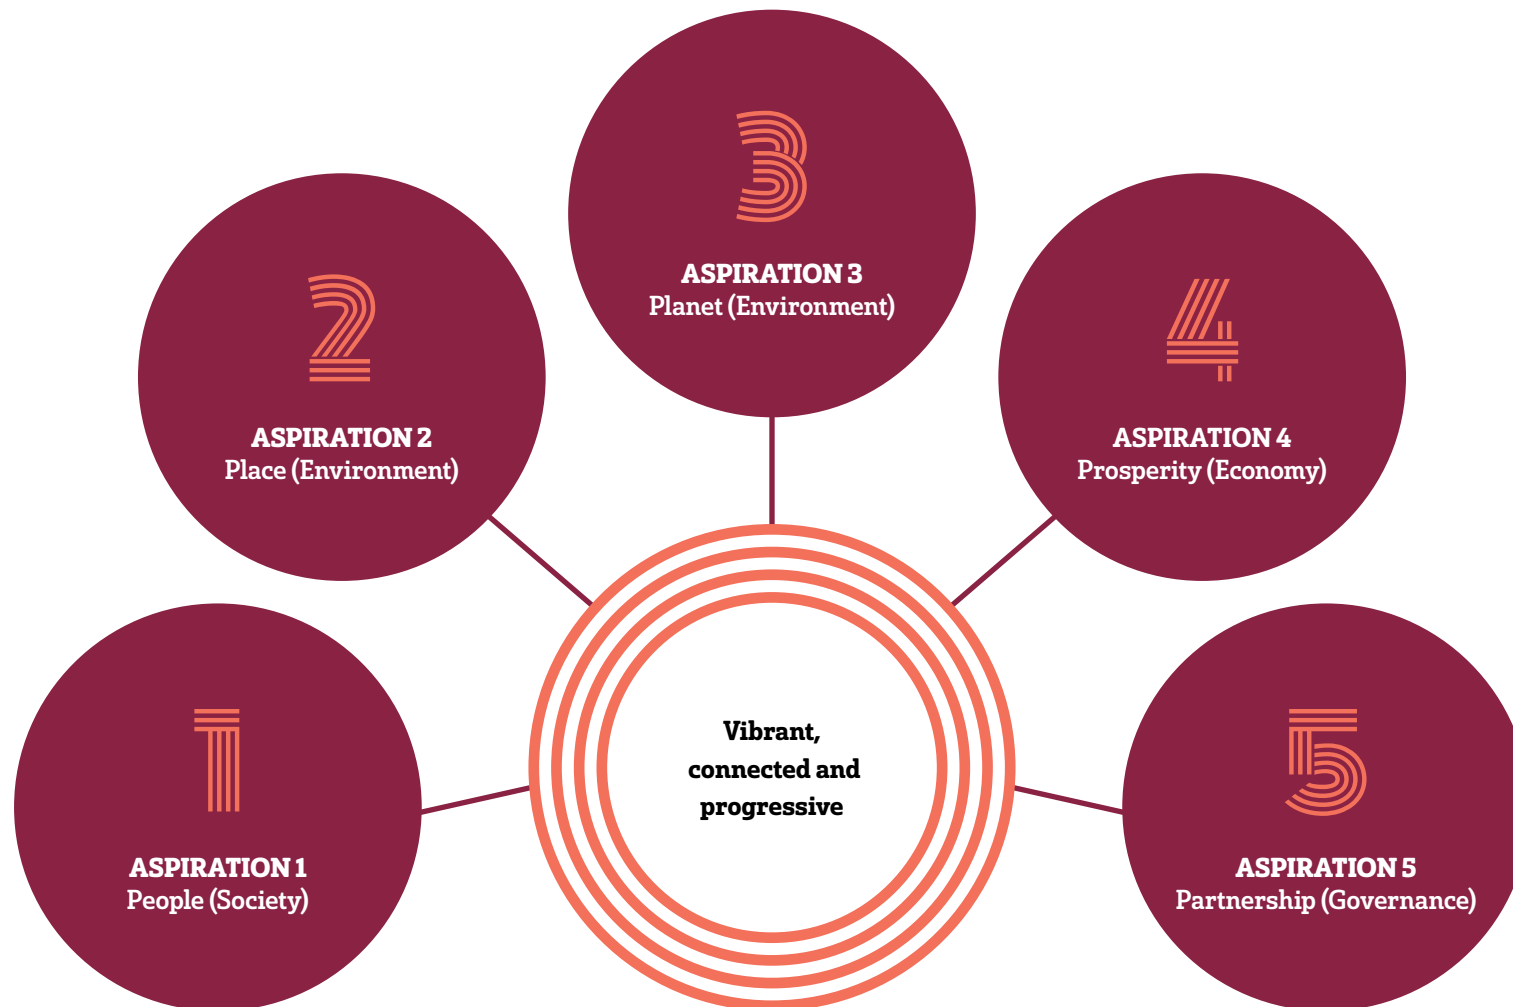 1
ASPIRATION 1
People (Society)
2
ASPIRATION 2
Place (Environment)
3
ASPIRATION 3
Planet (Environment)
4
ASPIRATION 4
Prosperity (Economy)
5
ASPIRATION 5
Partnership (Governance)
Vibrant,
connected and
progressive